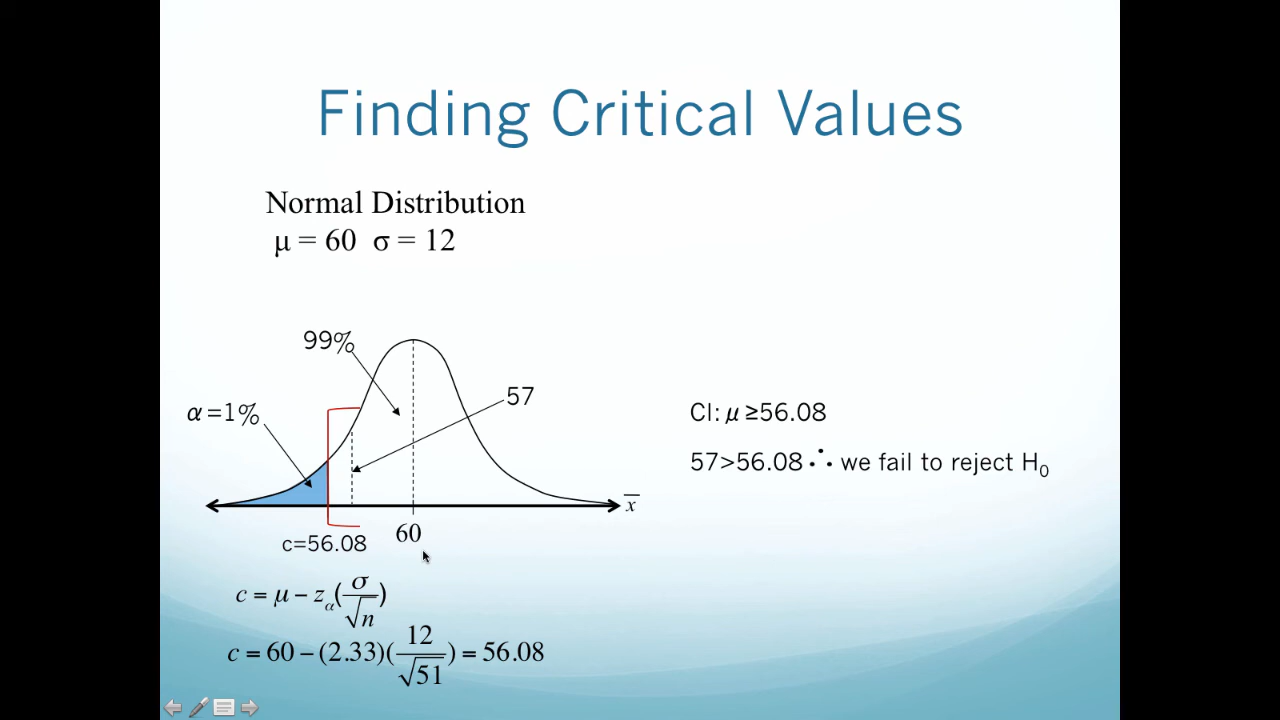 Finding Critical Values
Normal Distribution
μ = 60 σ = 12
99%
57
α=1%
x̅
c=56.08
60
c = μ − z_α(σ/√n)
c = 60 − (2.33)(12/√51) = 56.08
CI: μ ≥56.08
57>56.08 ∴ we fail to reject H₀